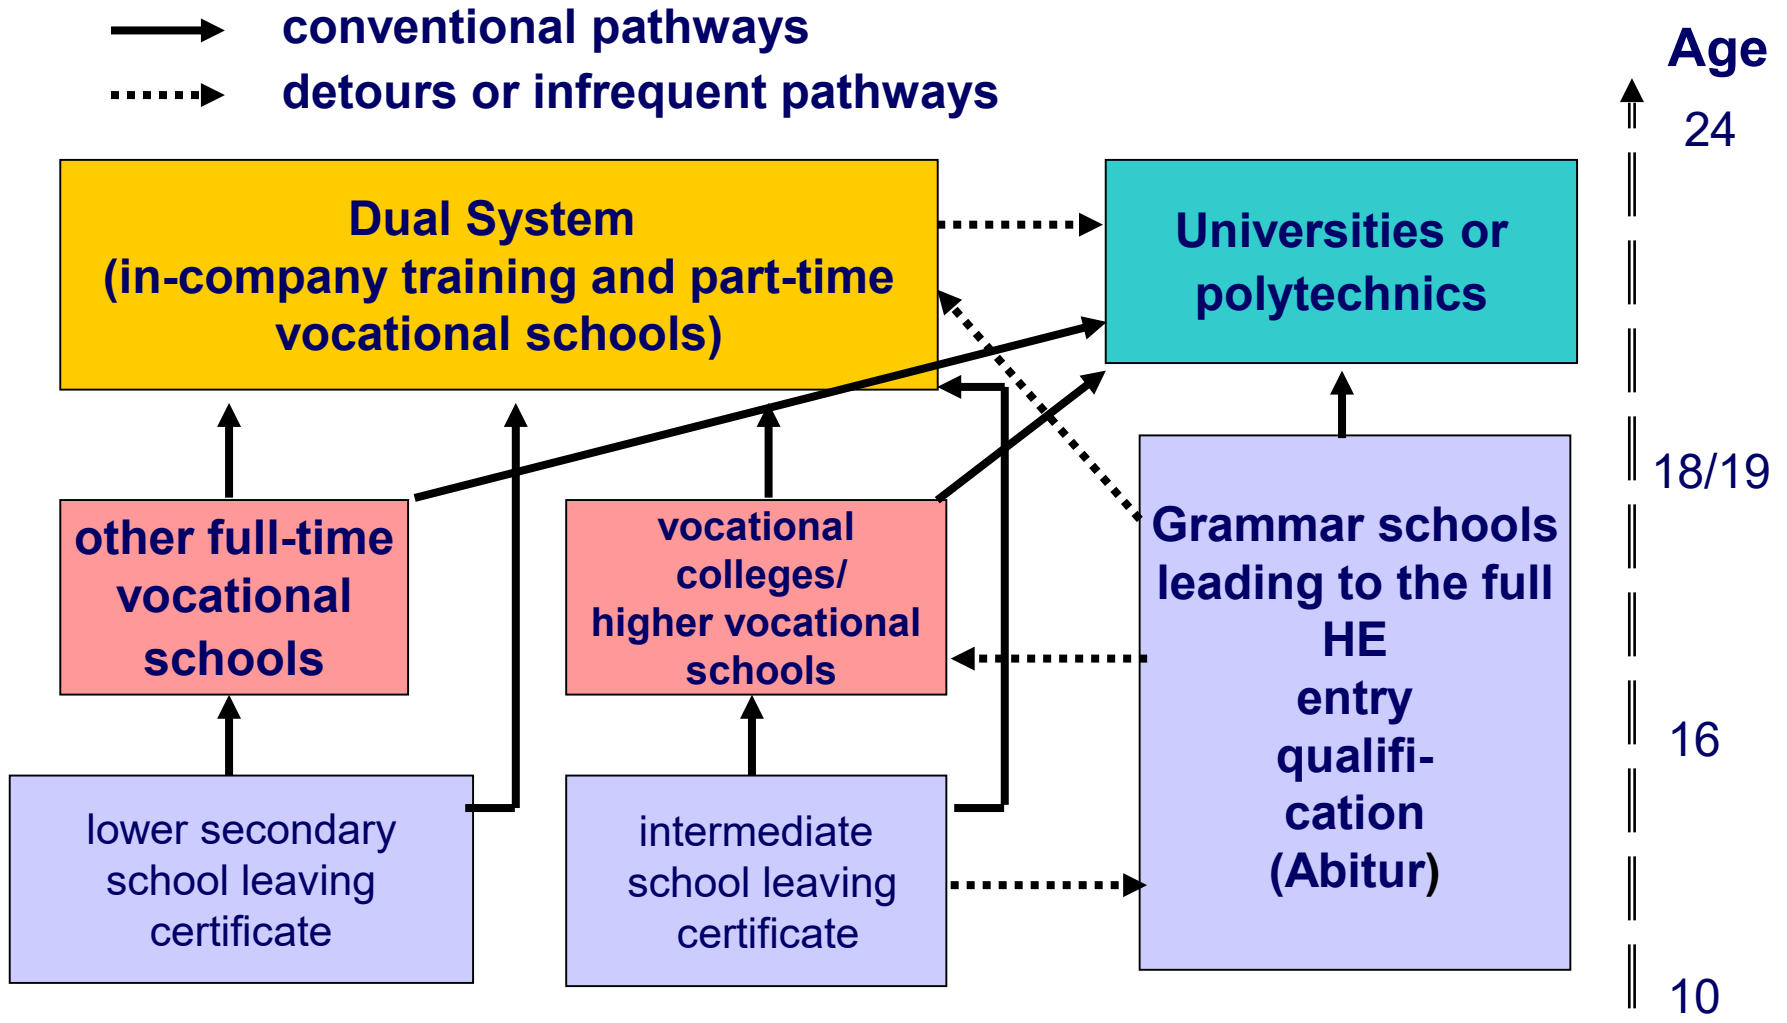 conventional pathways
detours or infrequent pathways
Age
24
Dual System
(in-company training and part-time
vocational schools)
Universities or
polytechnics
18/19
other full-time
vocational
schools
vocational
colleges/
higher vocational
schools
Grammar schools
leading to the full
HE
entry
qualifi-
cation
(Abitur)
16
lower secondary
school leaving
certificate
intermediate
school leaving
certificate
10